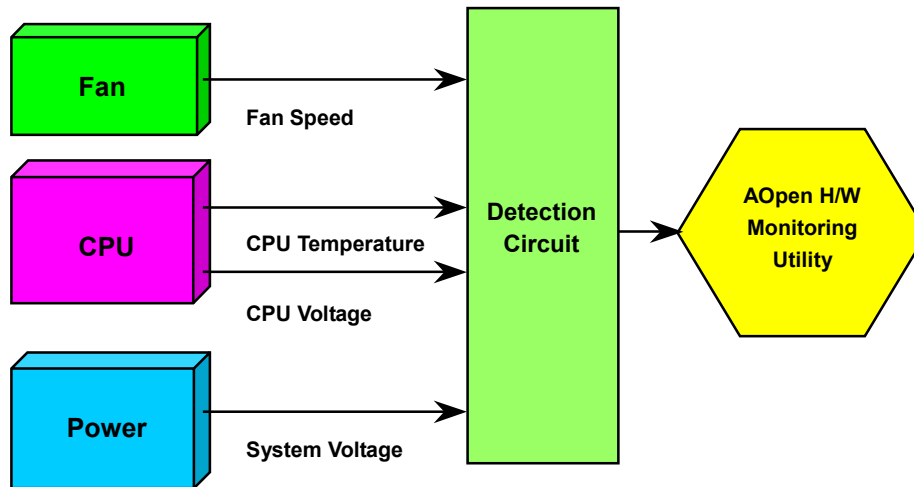 Fan
Fan Speed
CPU
CPU Temperature
CPU Voltage
Power
System Voltage
Detection
Circuit
AOpen H/W
Monitoring
Utility